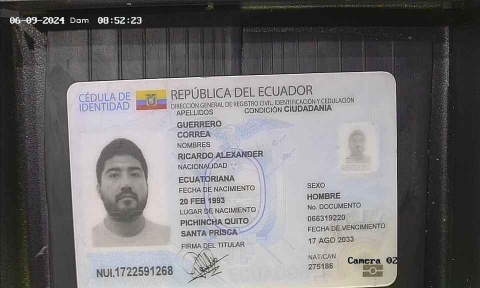 06-09-2024 Dom 08:52:23
CÉDULA DE
IDENTIDAD
REPÚBLICA DEL ECUADOR
DIRECCIÓN GENERAL DE REGISTRO CIVIL, IDENTIFICACIÓN Y CEDULACIÓN
APELLIDOS
CONDICIÓN CIUDADANIA
GUERRERO
CORREA
NOMBRES
RICARDO ALEXANDER
NACIONALIDAD
ECUATORIANA
FECHA DE NACIMIENTO
20 FEB 1993
LUGAR DE NACIMIENTO
PICHINCHA QUITO
SANTA PRISCA
FIRMA DEL TITULAR
SEXO
HOMBRE
No. DOCUMENTO
066319220
FECHA DE VENCIMIENTO
17 AGO 2033
NAT/CAN
275186
NUI.1722591268
Camera 02